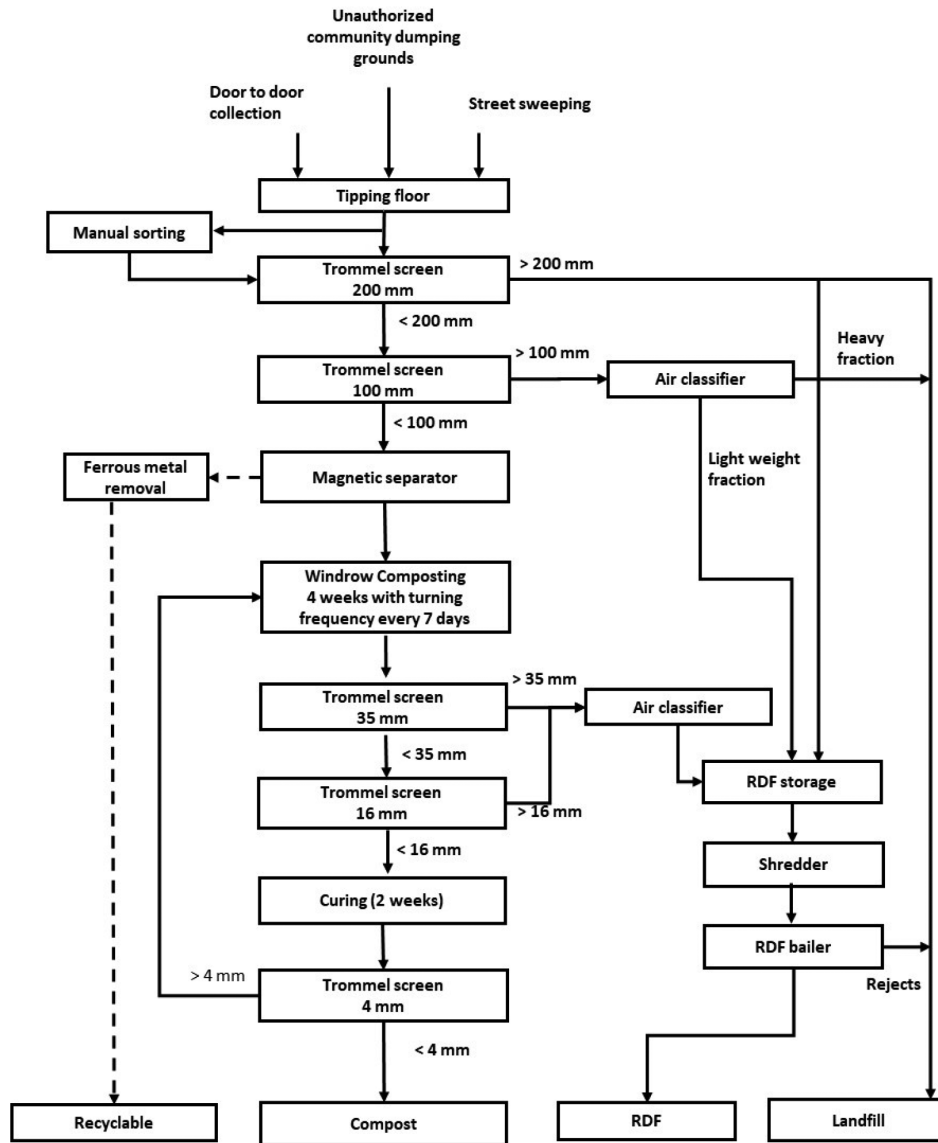 Unauthorized
community dumping
grounds
Door to door
collection
Street sweeping
Tipping floor
Manual sorting
Trommel screen
200 mm
> 200 mm
< 200 mm
Trommel screen
100 mm
> 100 mm
Air classifier
Heavy
fraction
< 100 mm
Ferrous metal
removal
Magnetic separator
Light weight
fraction
Windrow Composting
4 weeks with turning
frequency every 7 days
Trommel screen
35 mm
> 35 mm
Air classifier
< 35 mm
Trommel screen
16 mm
> 16 mm
RDF storage
< 16 mm
Shredder
Curing (2 weeks)
RDF bailer
> 4 mm
Trommel screen
4 mm
Rejects
< 4 mm
Recyclable
Compost
RDF
Landfill